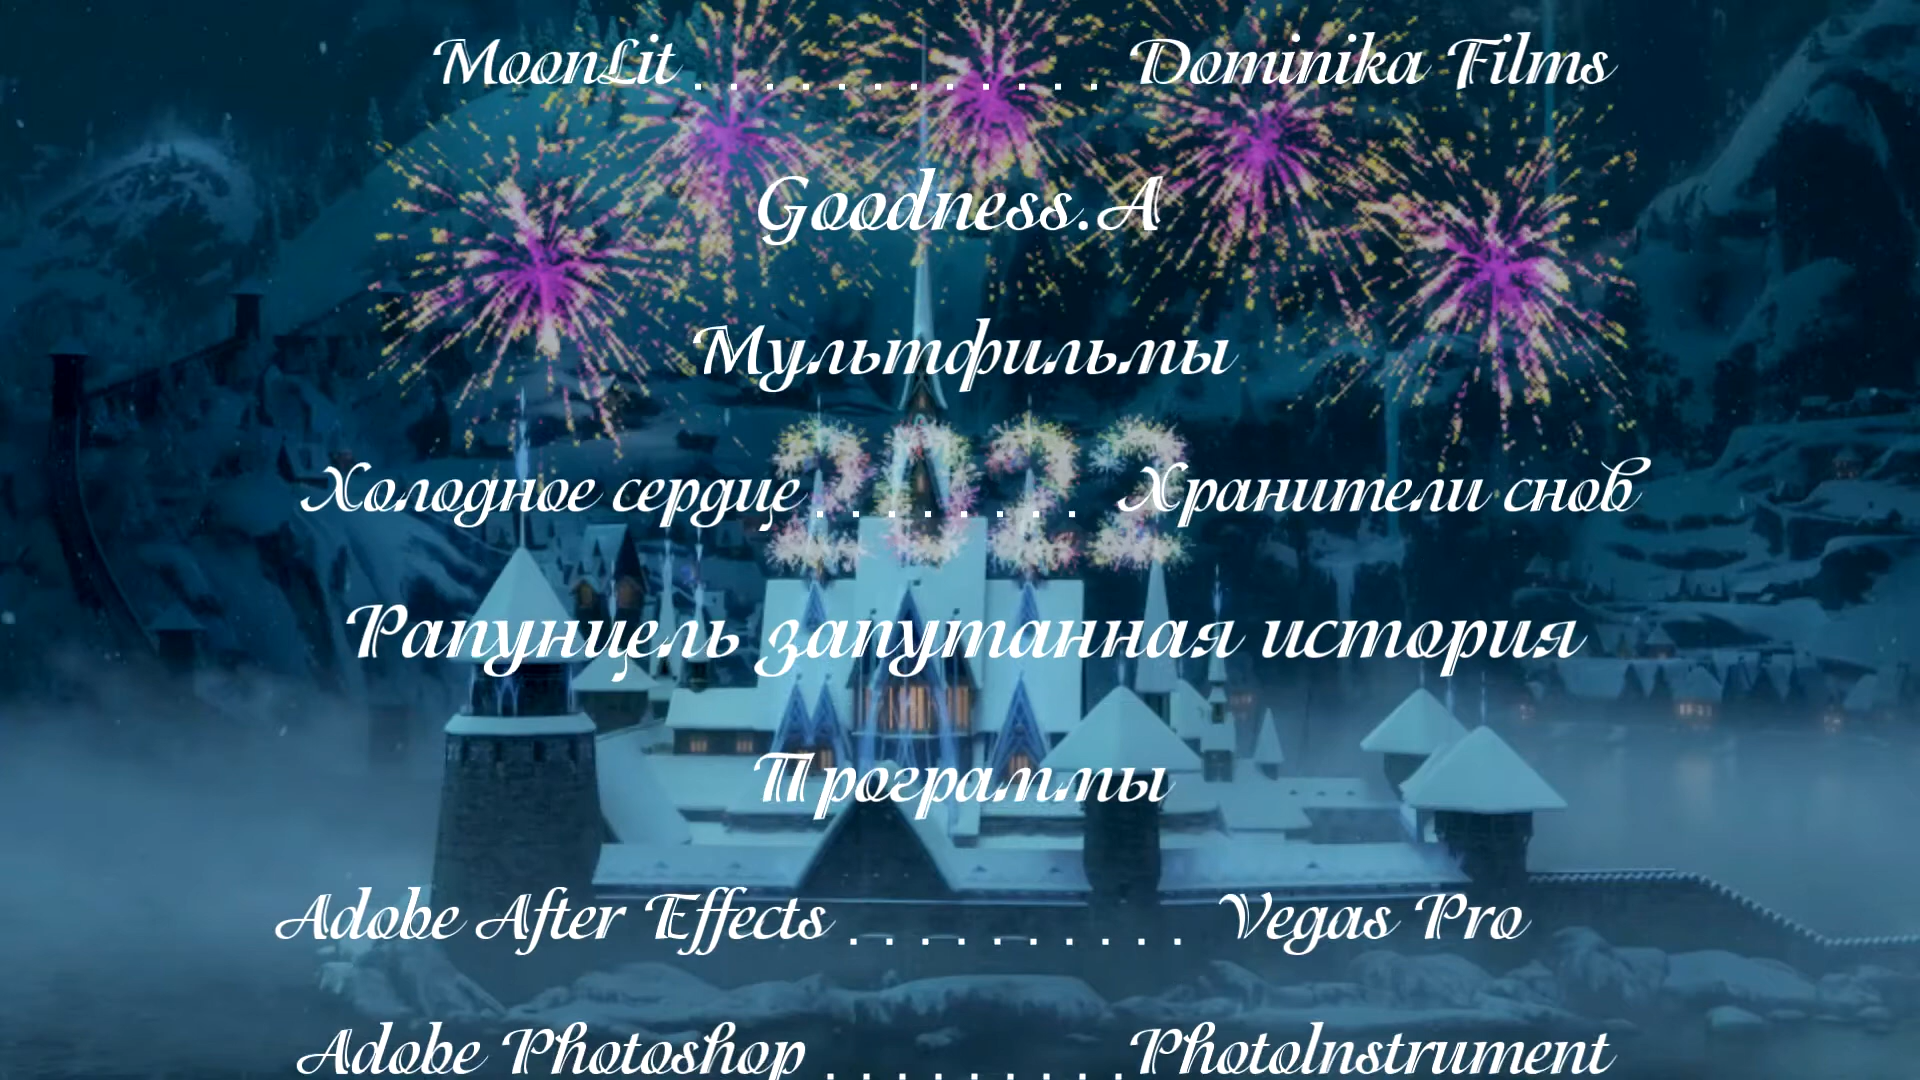 MoonLit . . . . . . . . . . . . Dominika Films
Goodness.A
Мультфильмы
2022
Холодное сердце . . . . . . . . Хранители снов
Рапунцель запутанная история
Программы
Adobe After Effects . . . . . . . . . . Vegas Pro
Adobe Photoshop . . . . . . . . . PhotoInstrument